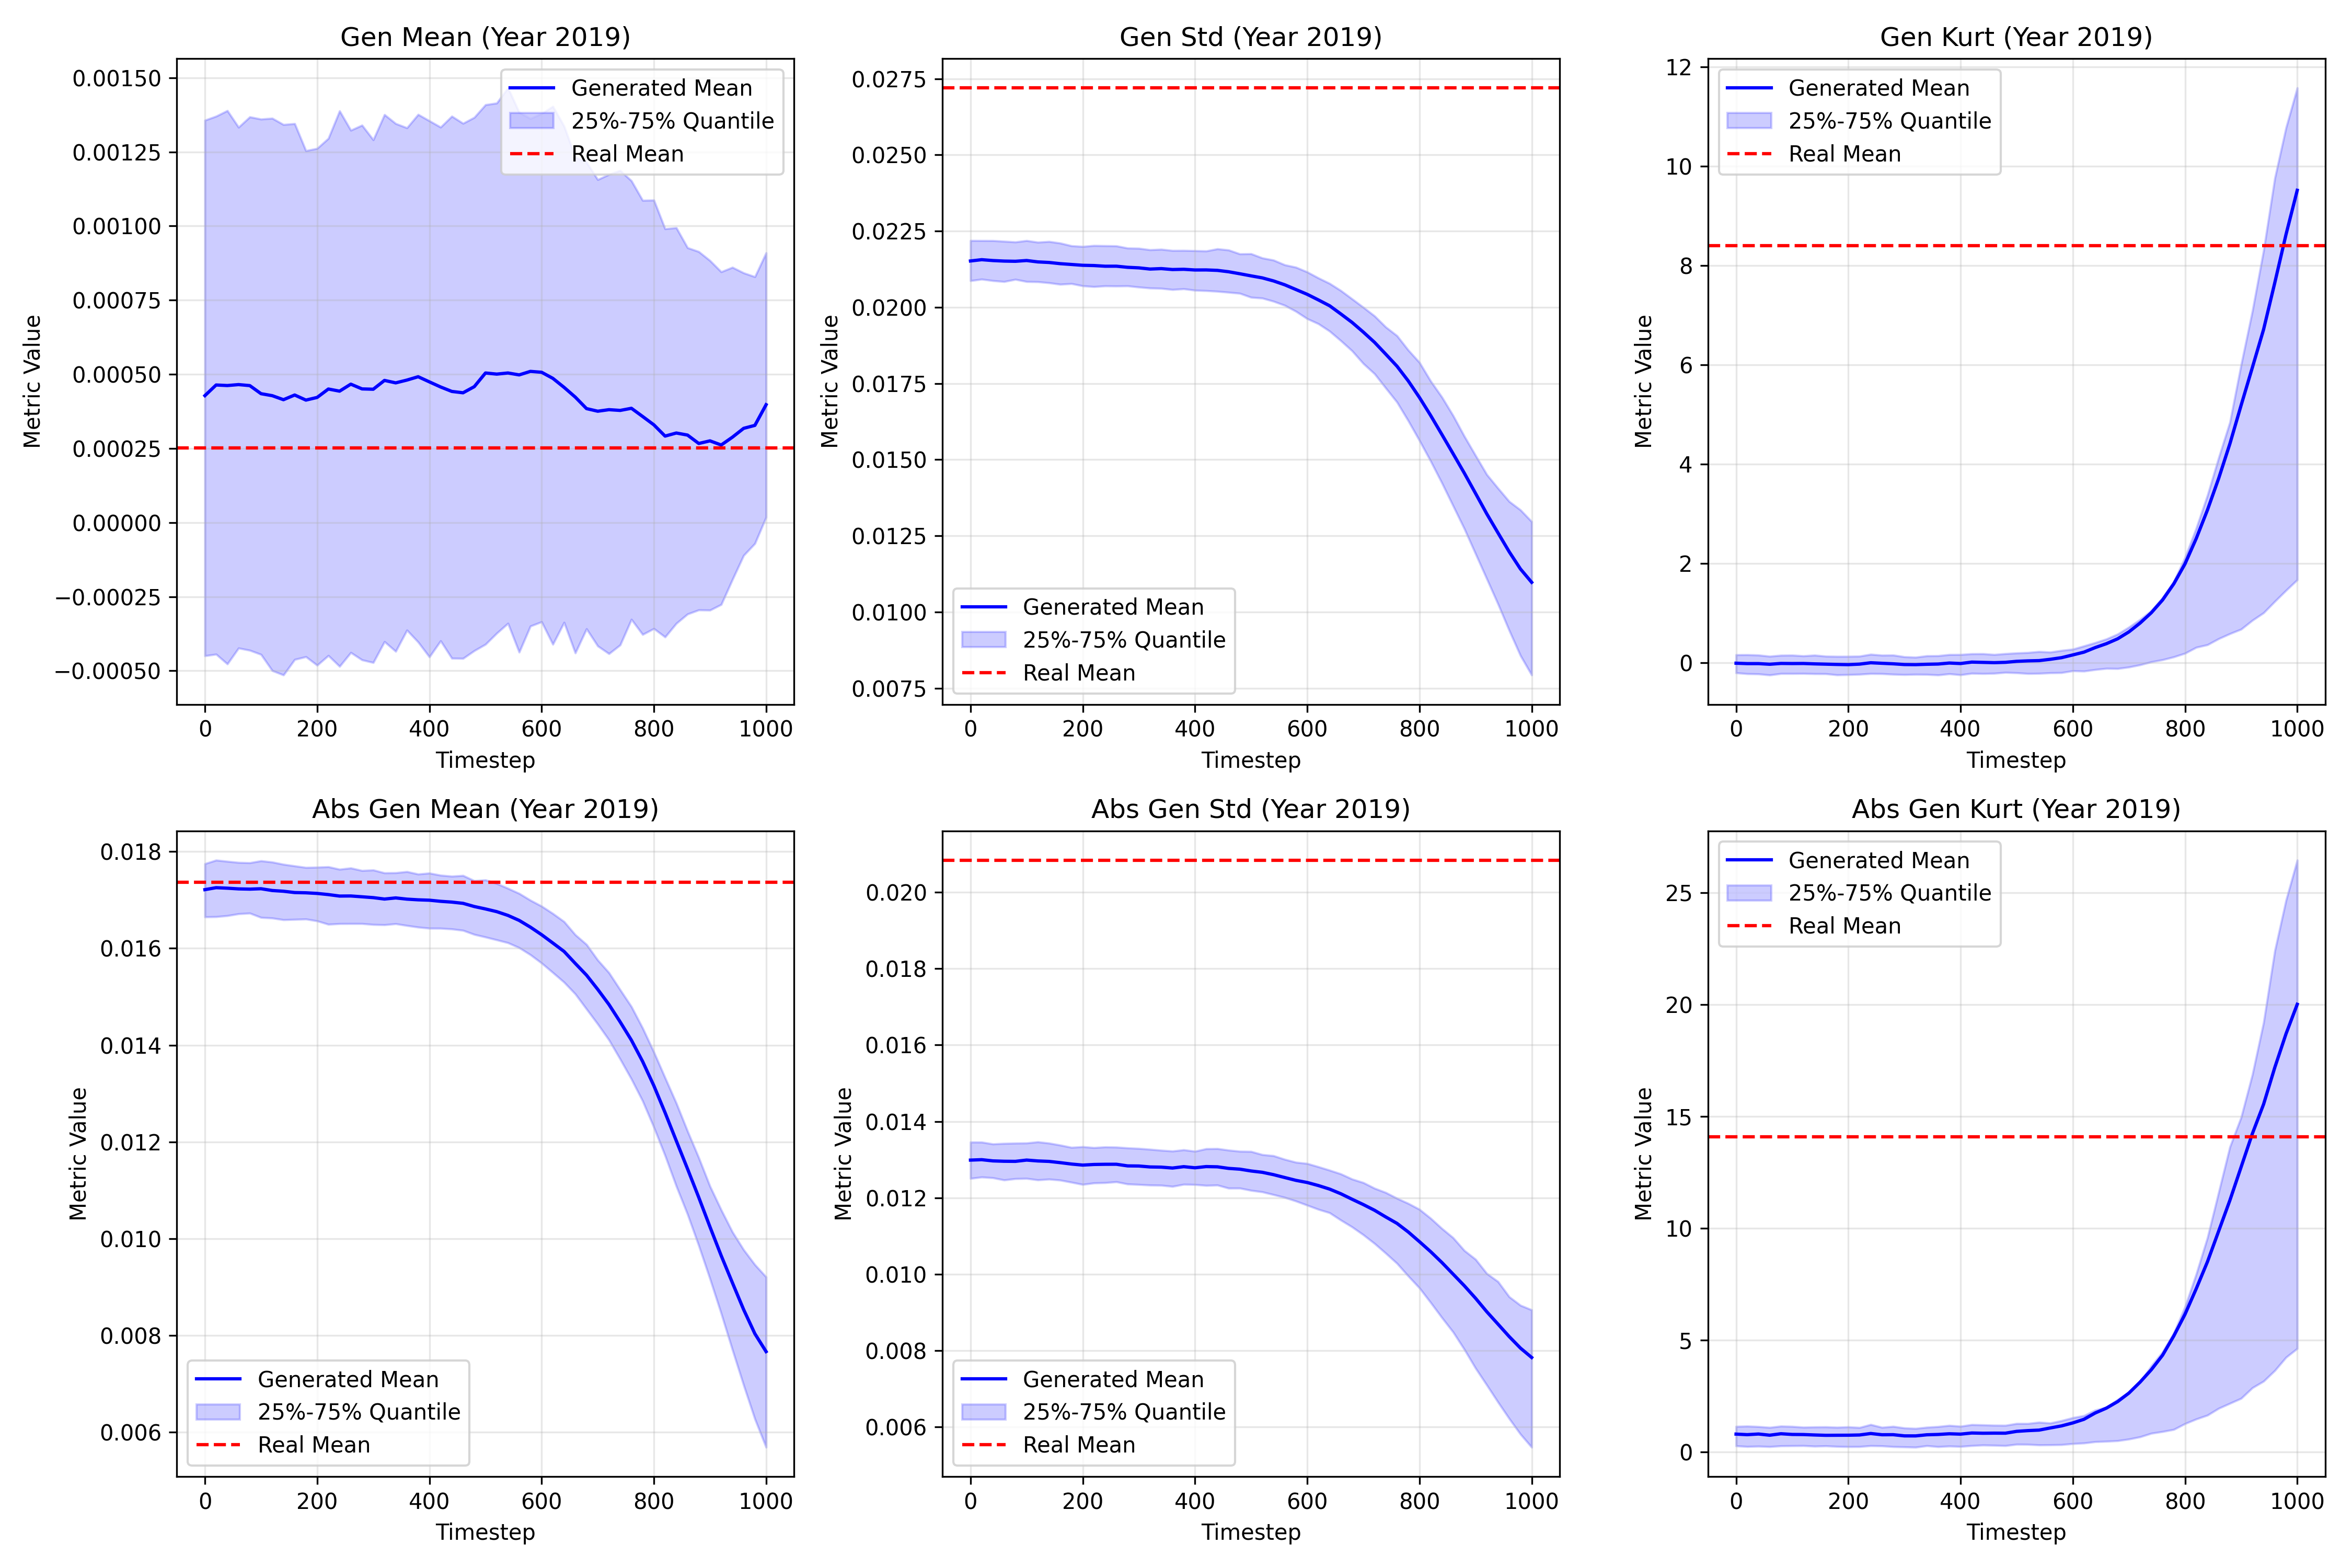 Gen Mean (Year 2019)
Metric Value
0.00150
0.00125
0.00100
0.00075
0.00050
0.00025
0.00000
−0.00025
−0.00050
Generated Mean
25%-75% Quantile
Real Mean
0 200 400 600 800 1000
Timestep
Gen Std (Year 2019)
Metric Value
0.0275
0.0250
0.0225
0.0200
0.0175
0.0150
0.0125
0.0100
0.0075
Generated Mean
25%-75% Quantile
Real Mean
0 200 400 600 800 1000
Timestep
Gen Kurt (Year 2019)
Metric Value
12
10
8
6
4
2
0
Generated Mean
25%-75% Quantile
Real Mean
0 200 400 600 800 1000
Timestep
Abs Gen Mean (Year 2019)
Metric Value
0.018
0.016
0.014
0.012
0.010
0.008
0.006
Generated Mean
25%-75% Quantile
Real Mean
0 200 400 600 800 1000
Timestep
Abs Gen Std (Year 2019)
Metric Value
0.020
0.018
0.016
0.014
0.012
0.010
0.008
0.006
Generated Mean
25%-75% Quantile
Real Mean
0 200 400 600 800 1000
Timestep
Abs Gen Kurt (Year 2019)
Metric Value
25
20
15
10
5
0
Generated Mean
25%-75% Quantile
Real Mean
0 200 400 600 800 1000
Timestep